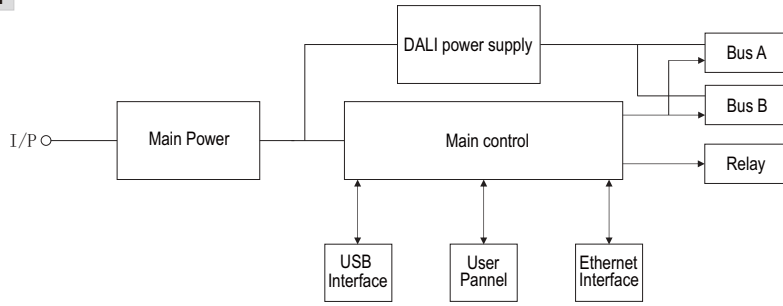 DALI power supply
Bus A
Bus B
I/P
Main Power
Main control
Relay
USB
Interface
User
Pannel
Ethernet
Interface